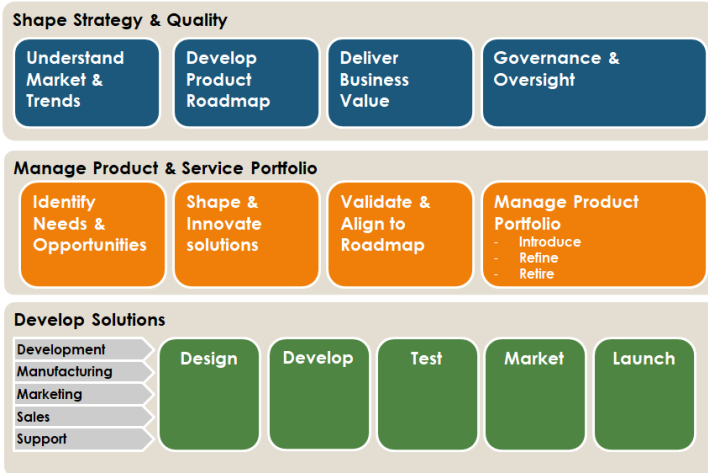 Shape Strategy & Quality
Understand
Market &
Trends
Develop
Product
Roadmap
Deliver
Business
Value
Governance &
Oversight
Manage Product & Service Portfolio
Identify
Needs &
Opportunities
Shape &
Innovate
solutions
Validate &
Align to
Roadmap
Manage Product
Portfolio
- Introduce
- Refine
- Retire
Develop Solutions
Development
Manufacturing
Marketing
Sales
Support
Design
Develop
Test
Market
Launch